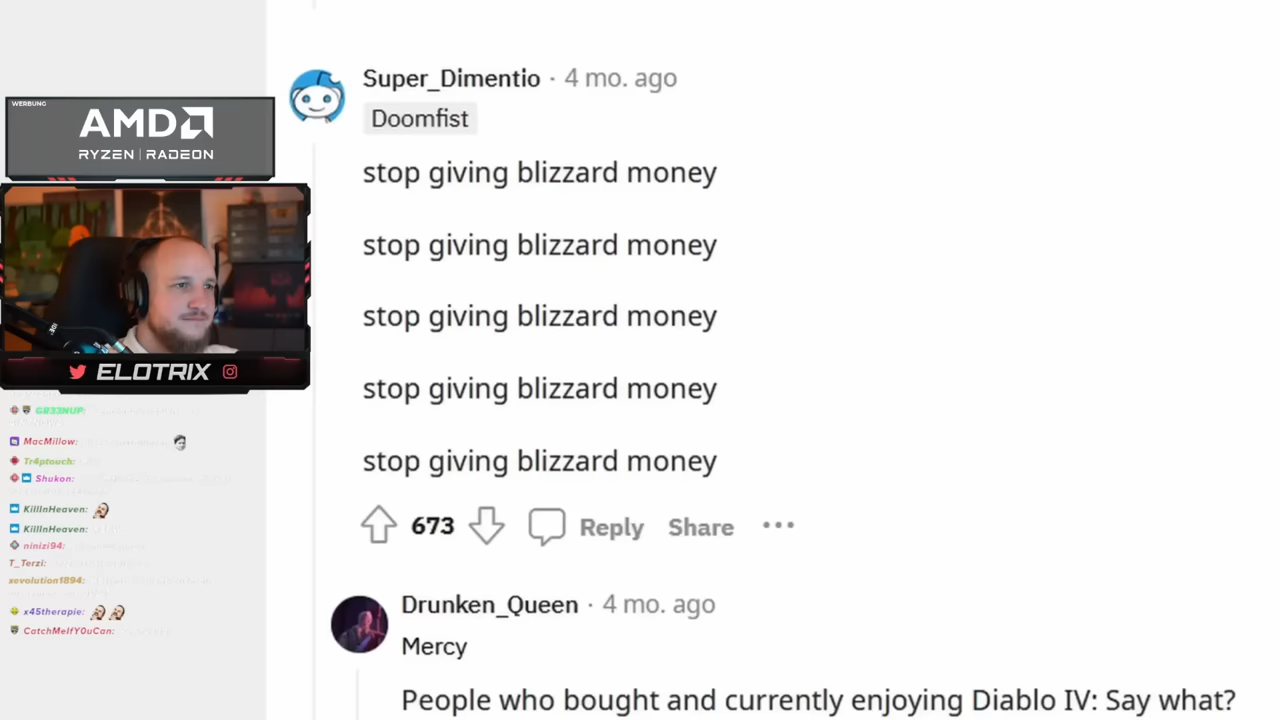 Super_Dimentio · 4 mo. ago
Doomfist
stop giving blizzard money
stop giving blizzard money
stop giving blizzard money
stop giving blizzard money
stop giving blizzard money
673 Reply Share
Drunken_Queen · 4 mo. ago
Mercy
People who bought and currently enjoying Diablo IV: Say what?
WERBUNG
AMD
RYZEN | RADEON
ELOTRIX
GB33NUP:
MacMillow:
Tr4ptouch:
Shukon:
KillInHeaven:
KillInHeaven:
ninizi94:
T_Terzi:
xevolution1894:
x45therapie:
CatchMeIfY0uCan: